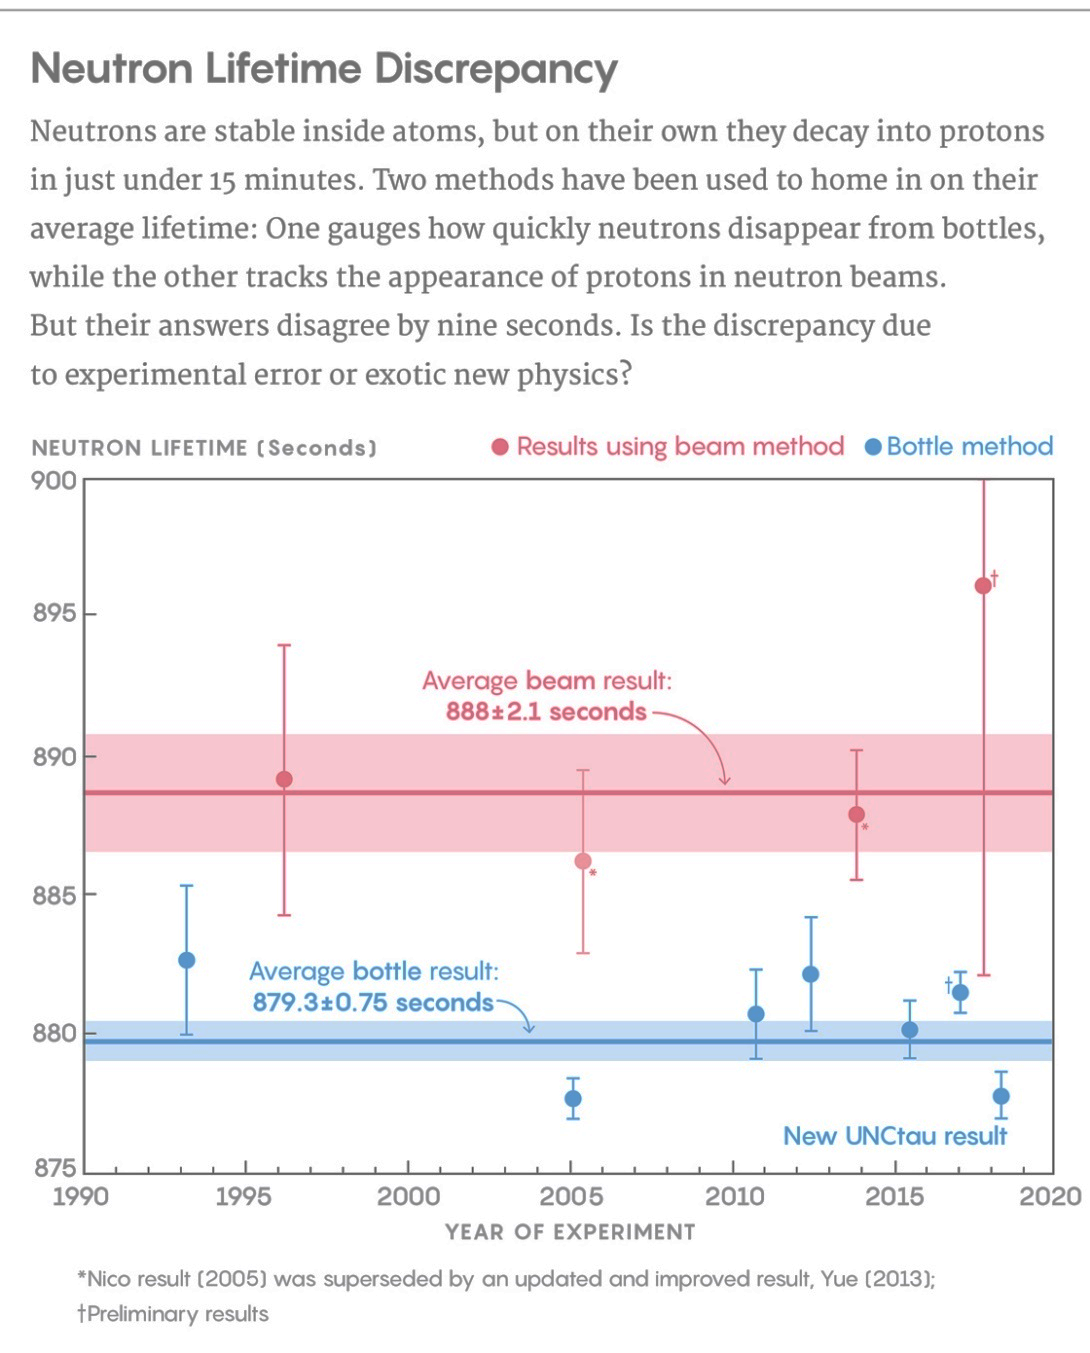 Neutron Lifetime Discrepancy
Neutrons are stable inside atoms, but on their own they decay into protons
in just under 15 minutes. Two methods have been used to home in on their
average lifetime: One gauges how quickly neutrons disappear from bottles,
while the other tracks the appearance of protons in neutron beams.
But their answers disagree by nine seconds. Is the discrepancy due
to experimental error or exotic new physics?
NEUTRON LIFETIME (Seconds)
Results using beam method
Bottle method
900
895
890
885
880
875
†
Average beam result:
888±2.1 seconds
*
*
Average bottle result:
879.3±0.75 seconds
†
New UNCtau result
1990
1995
2000
2005
2010
2015
2020
YEAR OF EXPERIMENT
*Nico result (2005) was superseded by an updated and improved result, Yue (2013);
†Preliminary results